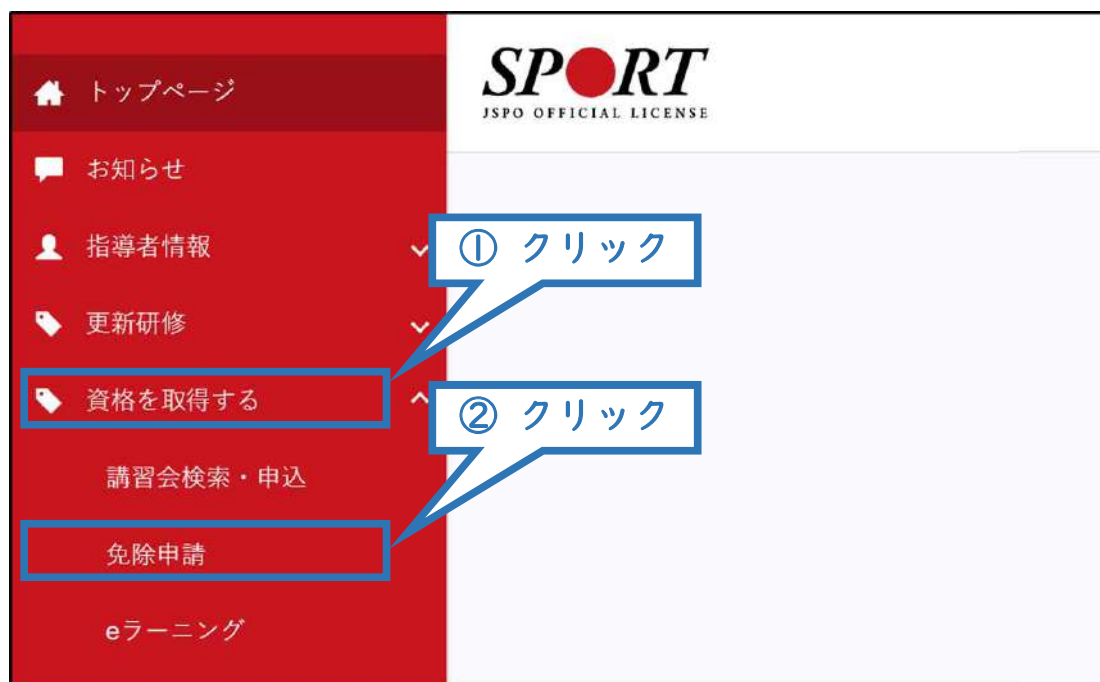 トップページ
お知らせ
指導者情報
更新研修
資格を取得する
講習会検索・申込
免除申請
eラーニング
SPORT
JSPO OFFICIAL LICENSE
① クリック
② クリック